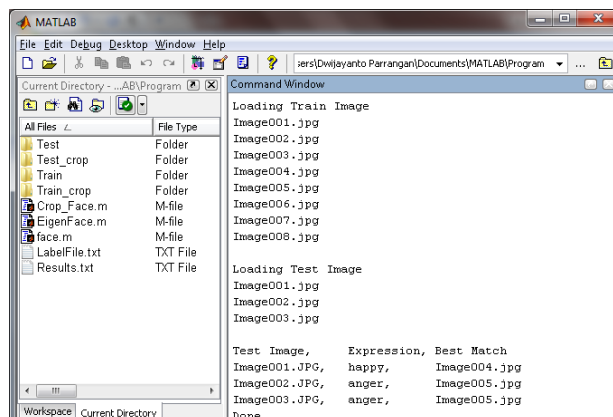 MATLAB
File Edit Debug Desktop Window Help
sers\Dwijayanto Parrangan\Documents\MATLAB\Program ...
Current Directory - ...AB\Program
All Files File Type
Test Folder
Test_crop Folder
Train Folder
Train_crop Folder
Crop_Face.m M-file
EigenFace.m M-file
face.m M-file
LabelFile.txt TXT File
Results.txt TXT File
Workspace Current Directory
Command Window
Loading Train Image
Image001.jpg
Image002.jpg
Image003.jpg
Image004.jpg
Image005.jpg
Image006.jpg
Image007.jpg
Image008.jpg
Loading Test Image
Image001.jpg
Image002.jpg
Image003.jpg
Test Image, Expression, Best Match
Image001.JPG, happy, Image004.jpg
Image002.JPG, anger, Image005.jpg
Image003.JPG, anger, Image005.jpg
Done